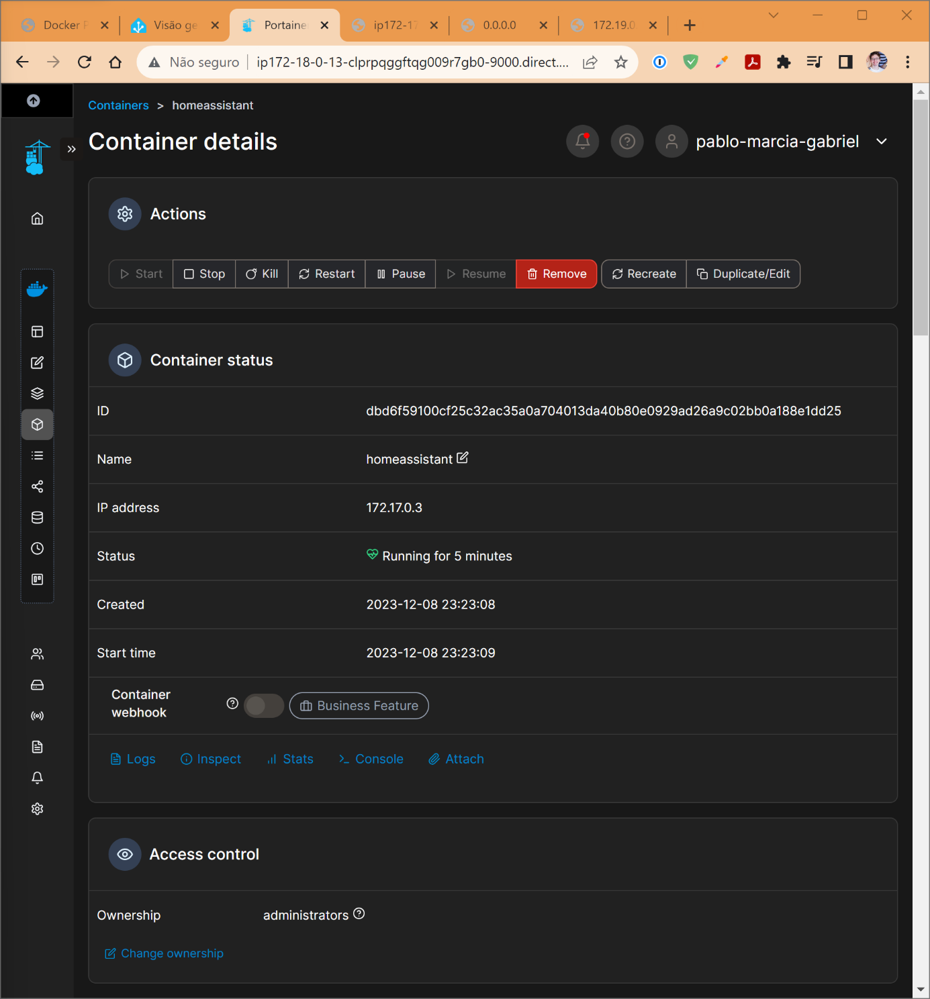 Docker P
Visão ge
Portaine
ip172-17
0.0.0.0
172.19.0
Não seguro
ip172-18-0-13-clprpqggftqg009r7gb0-9000.direct....
Containers > homeassistant
Container details
pablo-marcia-gabriel
Actions
Start Stop Kill Restart Pause Resume Remove Recreate Duplicate/Edit
Container status
ID dbd6f59100cf25c32ac35a0a704013da40b80e0929ad26a9c02bb0a188e1dd25
Name homeassistant
IP address 172.17.0.3
Status Running for 5 minutes
Created 2023-12-08 23:23:08
Start time 2023-12-08 23:23:09
Container
webhook
Business Feature
Logs Inspect Stats Console Attach
Access control
Ownership administrators
Change ownership